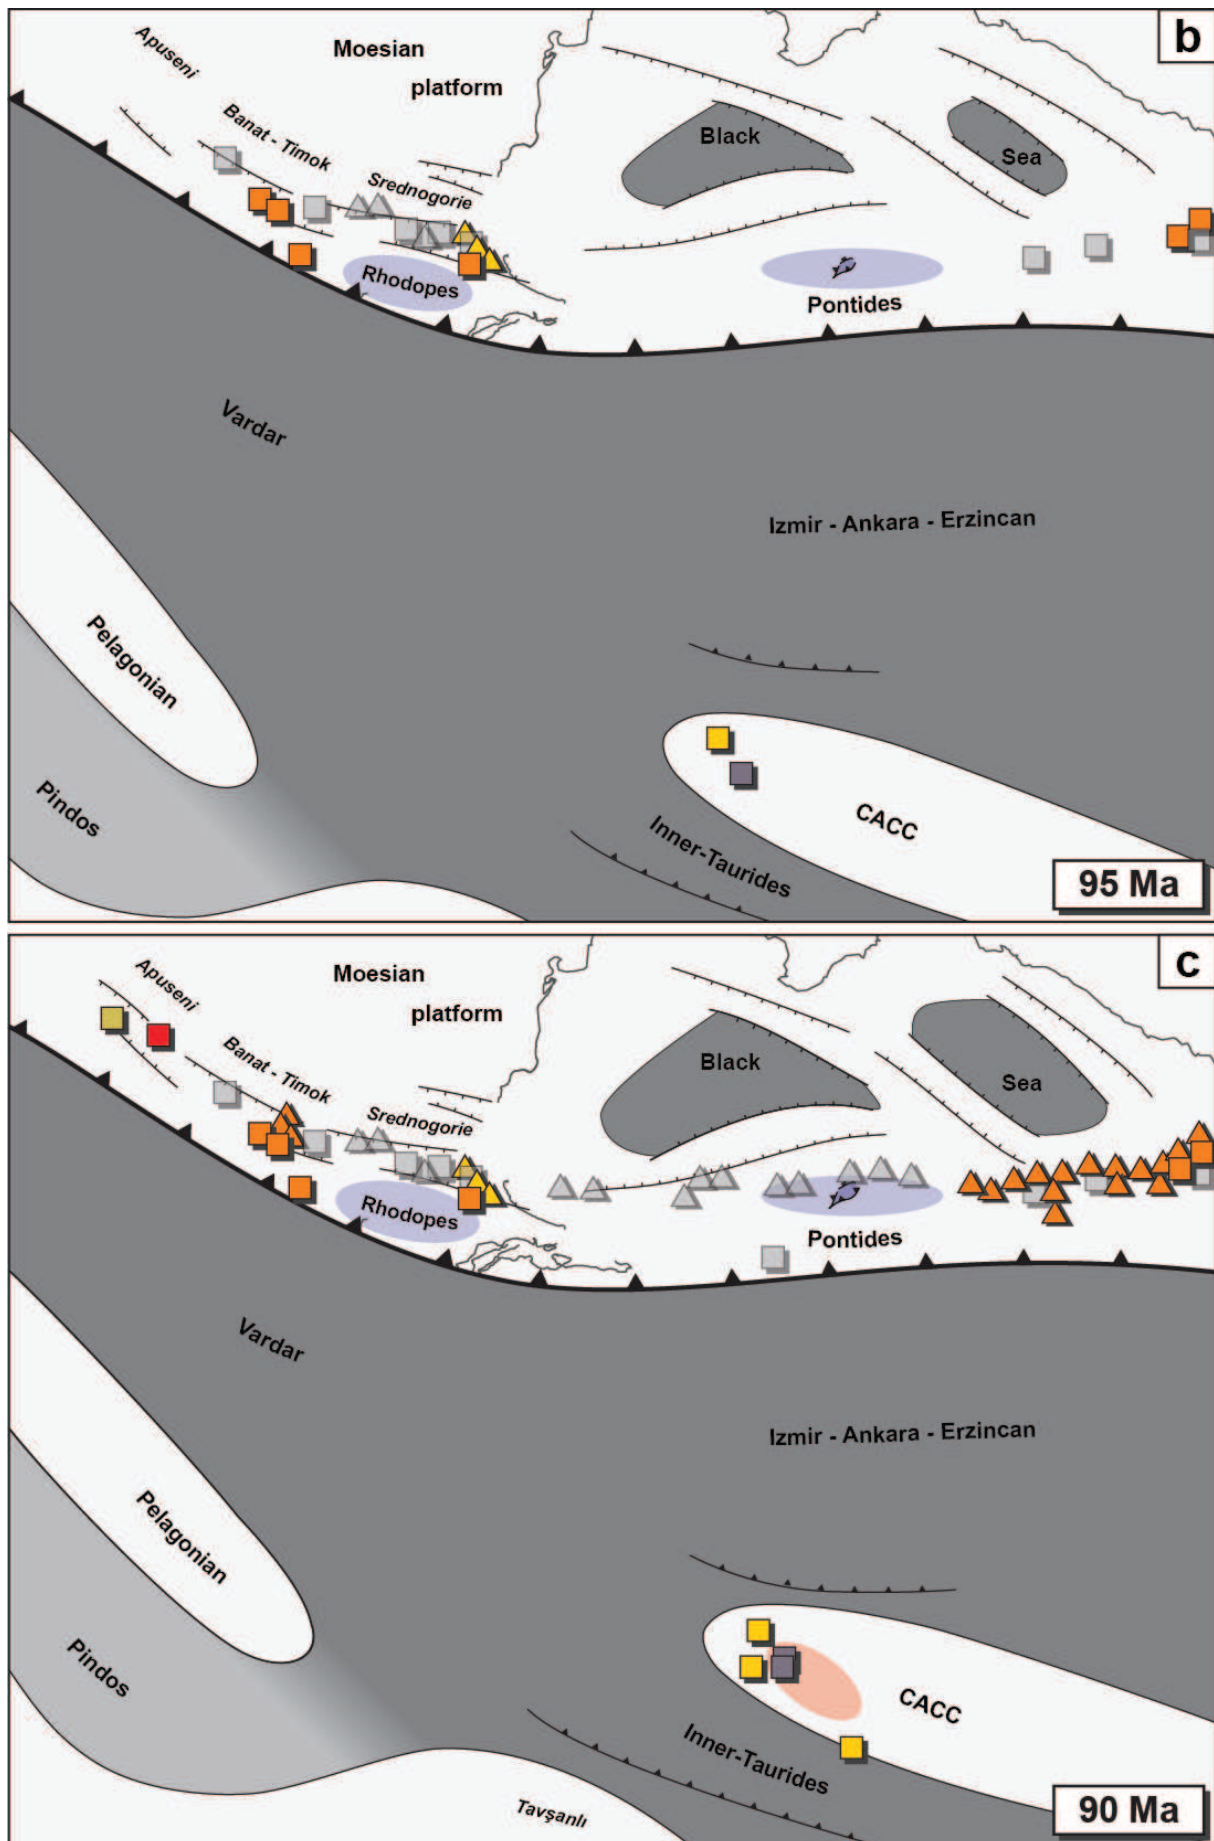 b
Apuseni
Moesian
platform
Banat - Timok
Black
Sea
Srednogorie
Rhodopes
Pontides
Vardar
Izmir - Ankara - Erzincan
Pelagonian
Pindos
CACC
Inner-Taurides
95 Ma
c
Apuseni
Moesian
platform
Banat - Timok
Black
Sea
Srednogorie
Rhodopes
Pontides
Vardar
Izmir - Ankara - Erzincan
Pelagonian
Pindos
CACC
Inner-Taurides
Tavşanlı
90 Ma